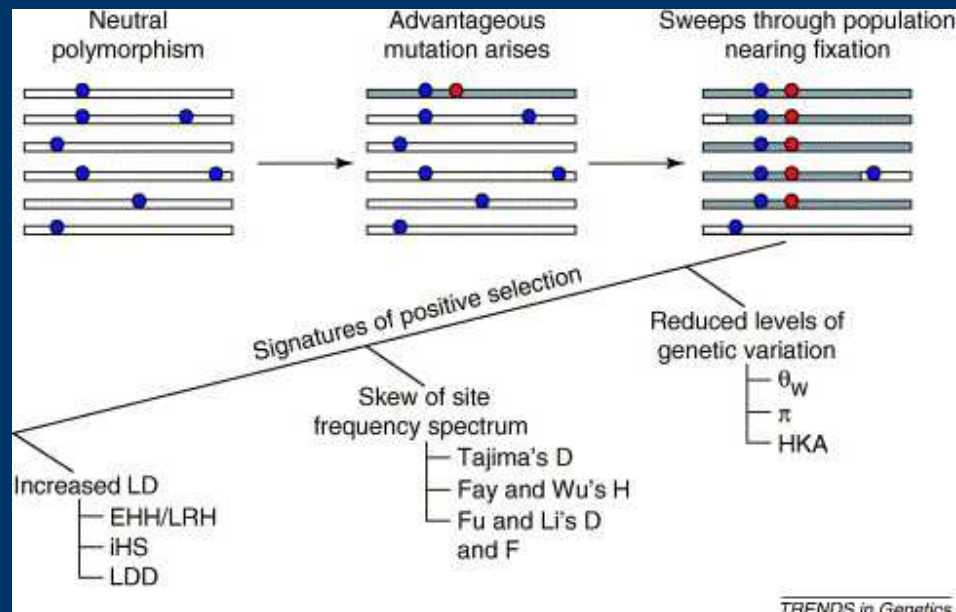 Neutral
polymorphism
Advantageous
mutation arises
Sweeps through population
nearing fixation
Signatures of positive selection
Reduced levels of
genetic variation
θW
π
HKA
Skew of site
frequency spectrum
Tajima's D
Fay and Wu's H
Fu and Li's D
and F
Increased LD
EHH/LRH
iHS
LDD
TRENDS in Genetics